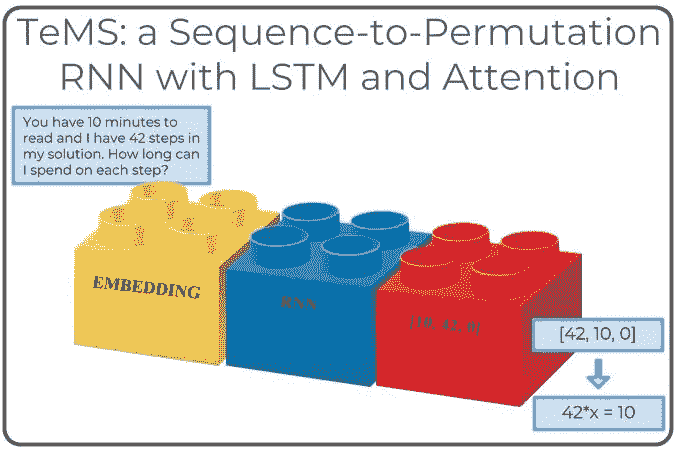 TeMS: a Sequence-to-Permutation
RNN with LSTM and Attention
You have 10 minutes to
read and I have 42 steps in
my solution. How long can
I spend on each step?
EMBEDDING
RNN
[10, 42, 0]
[42, 10, 0]
42*x = 10